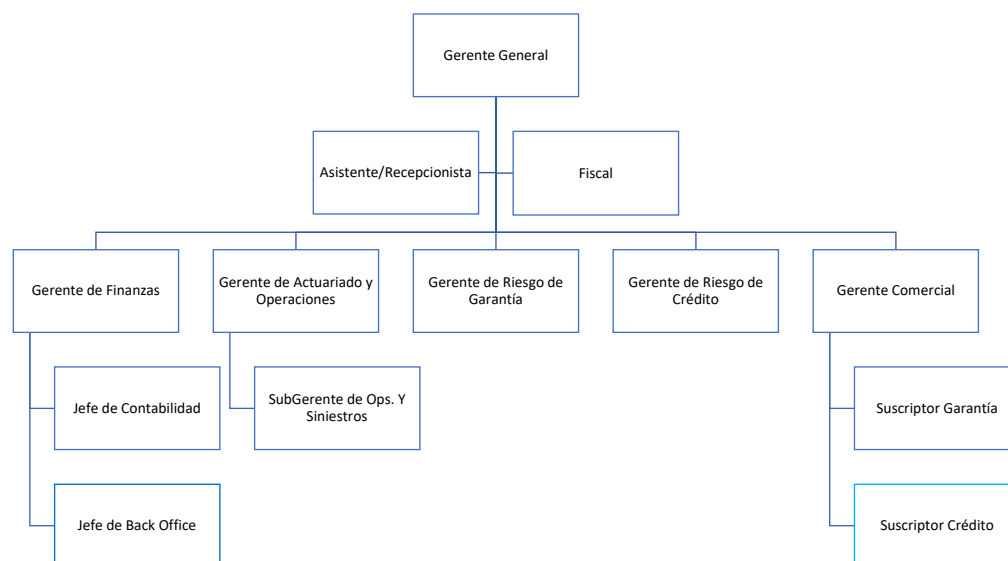 Gerente General
Asistente/Recepcionista
Fiscal
Gerente de Finanzas
Gerente de Actuariado y
Operaciones
Gerente de Riesgo de
Garantía
Gerente de Riesgo de
Crédito
Gerente Comercial
Jefe de Contabilidad
SubGerente de Ops. Y
Siniestros
Suscriptor Garantía
Jefe de Back Office
Suscriptor Crédito